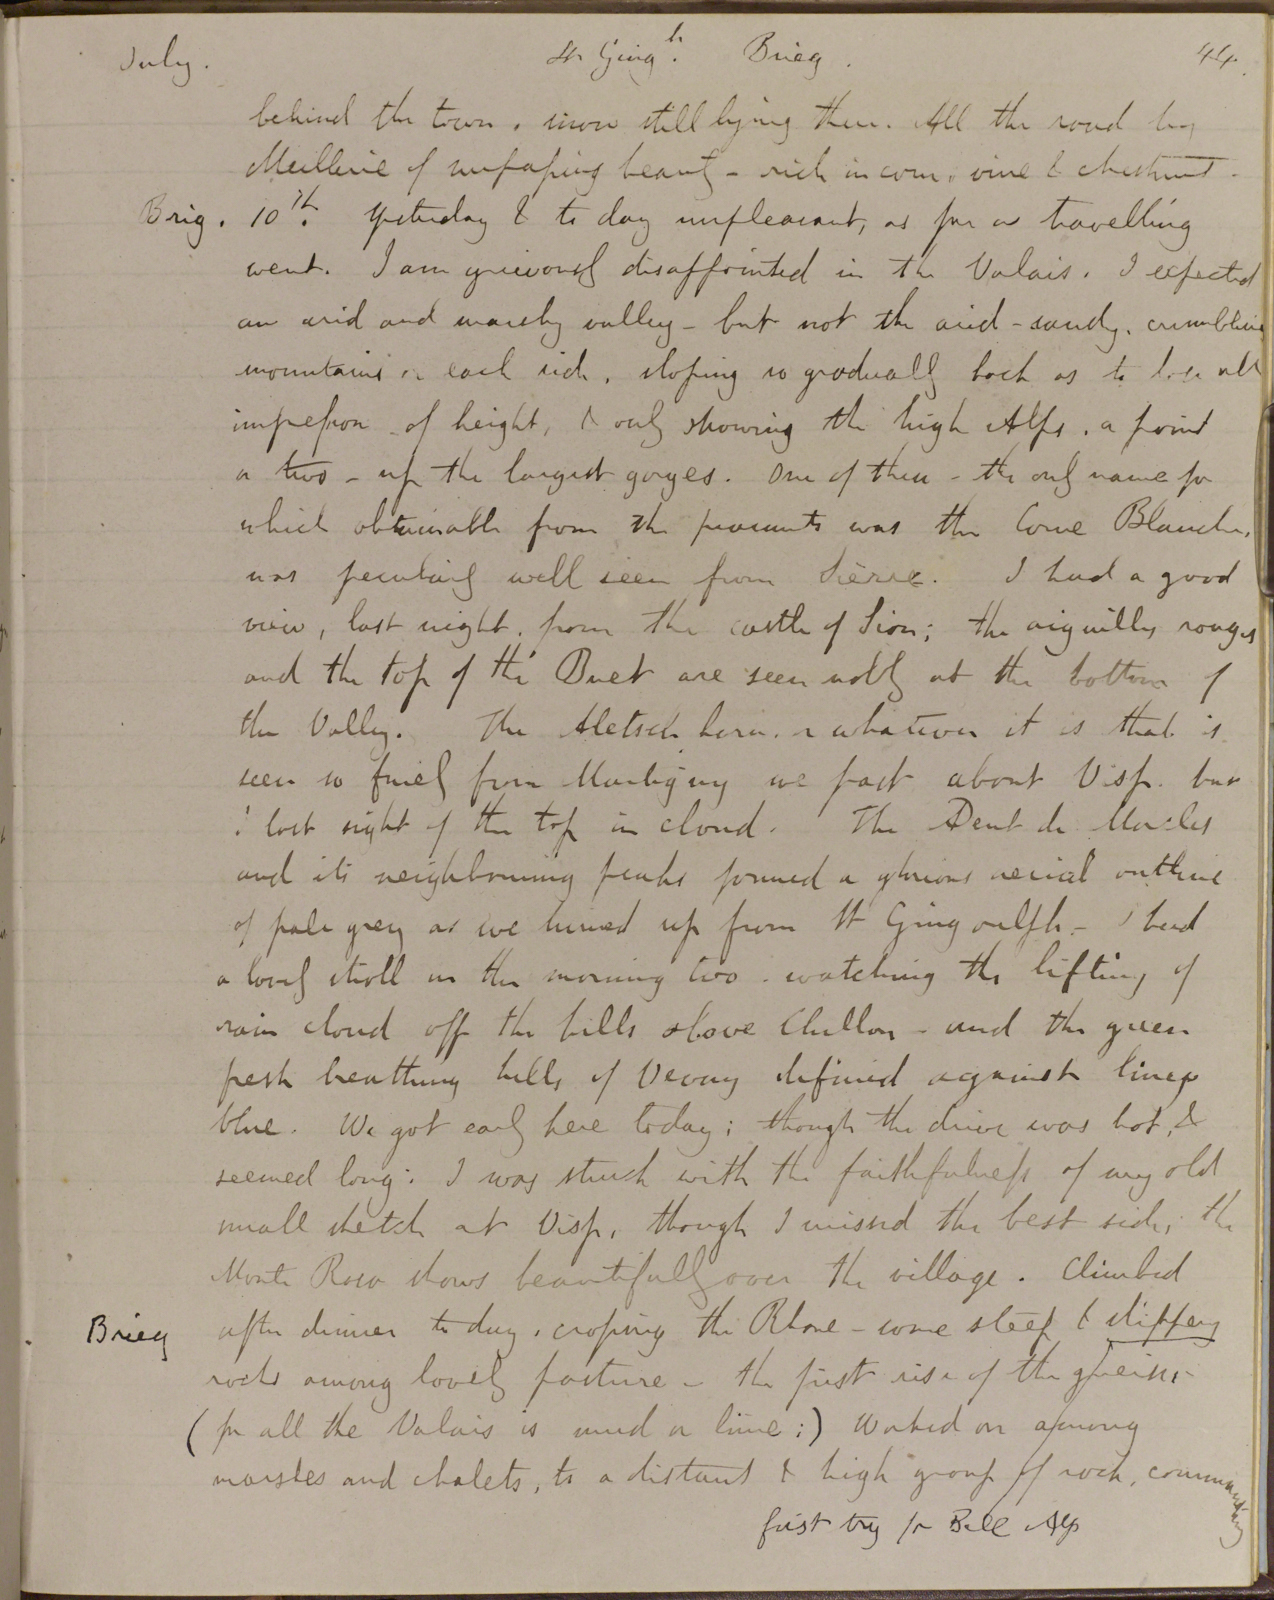 July. St Ging^h. Brieg. 44.
behind the town, snow still lying there. All the road by
Meillerie of unspeaking beauty - rich in corn, vine & chestnut -
Brig. 10th. Yesterday & to day unpleasant, as far as travelling
went. I am grievously disappointed in the Valais. I expected
an arid and marshy valley - but not the arid - sandy, crumbling
mountains on each side, sloping so gradually back as to lose all
impression of height, & only showing the high Alps, a point
or two - up the largest gorges. One of these - the only name for
which obtainable from the peasants was the Corne Blanche,
was peculiarly well seen from Sierre. I had a good
view, last night, from the castle of Sion; the aiguilles rouges
and the top of the Buet are seen nobly at the bottom of
the Valley. The Aletsch horn, or whatever it is that is
seen so finely from Martigny we past about Visp. but
I lost sight of the top in cloud. The Dent de Morcles
and its neighbouring peaks formed a glorious aerial outline
of pale grey as we turned up from St Gingoulph - I had
a lovely stroll in the morning too. watching the lifting of
rain cloud off the hills above Chillon - and the green
fresh breathing hills of Vevay defined against liney
blue. We got early here today; though the drive was hot, &
seemed long: I was struck with the faithfulness of my old
small sketch at Visp, though I missed the best side; the
Monte Rosa shows beautifully over the village. Climbed
Brieg after dinner to day, crossing the Rhone - some steep & slippery
rocks among lovely pasture - the first rise of the gneiss -
(for all the Valais is mud or lime:) Walked on among
marshes and chalets, to a distant & high group of rock, commanding
first try for Bell Alp